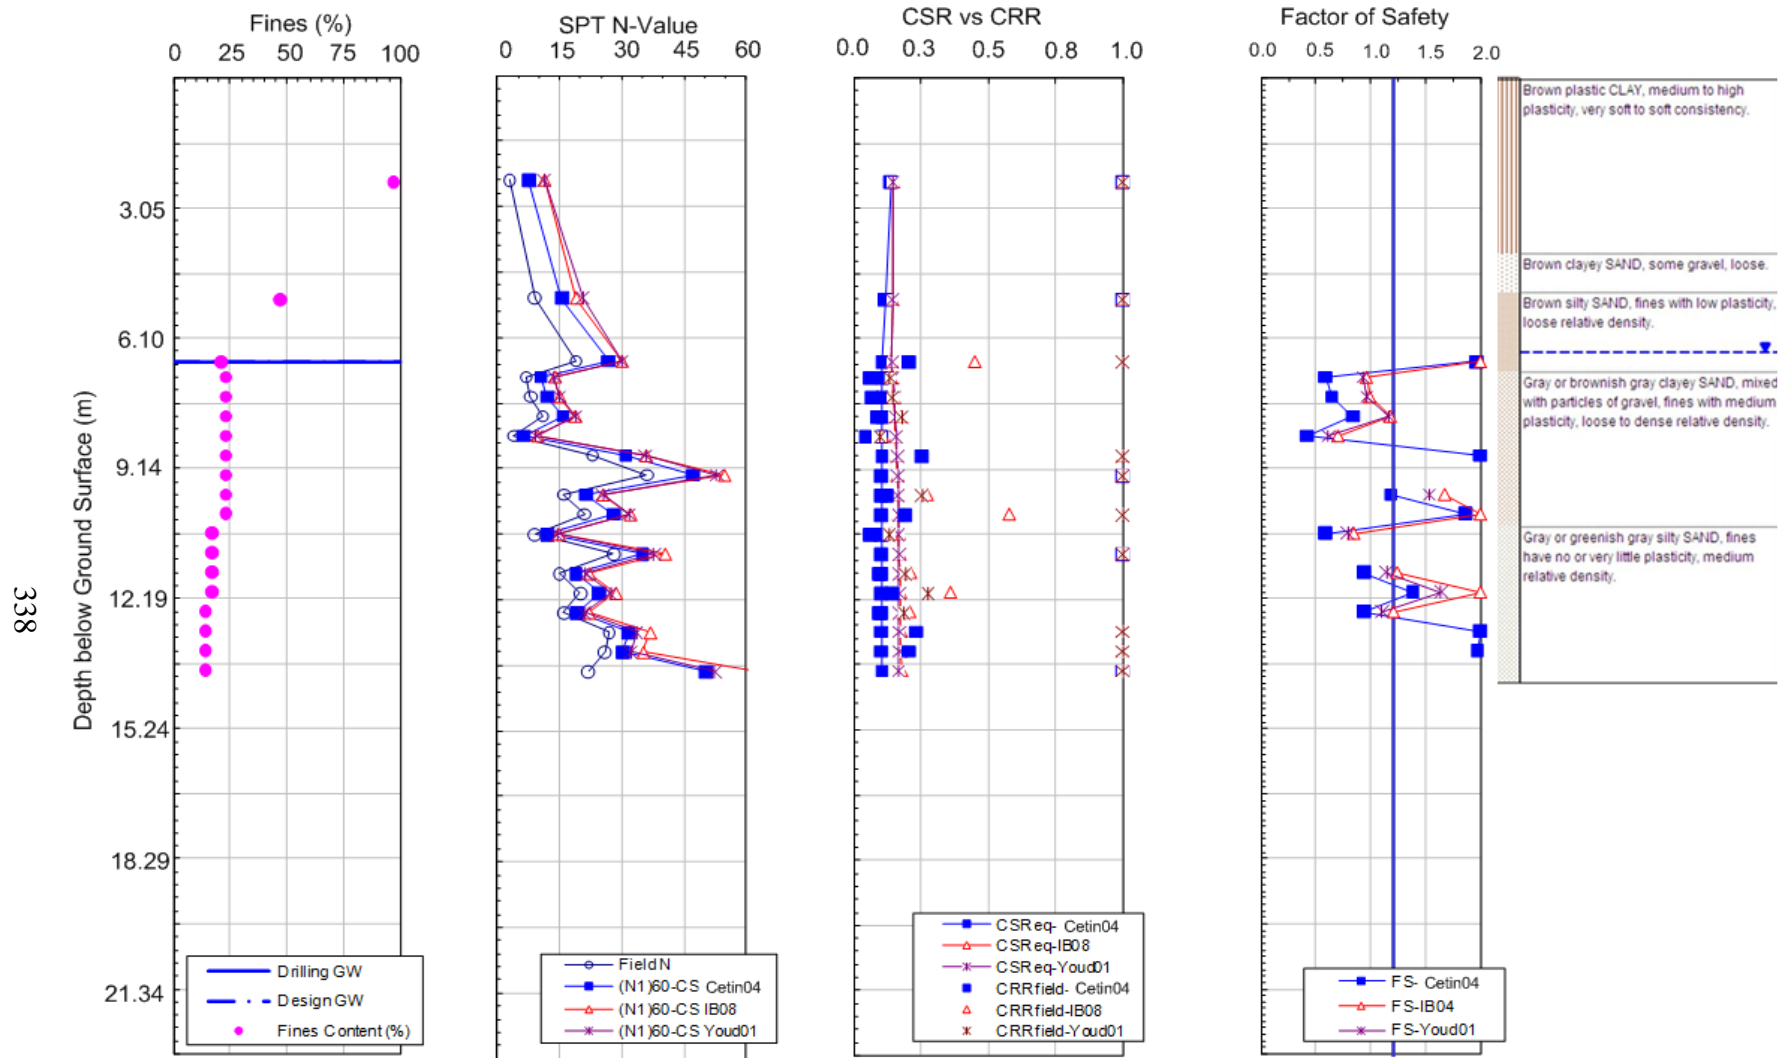 Fines (%)
0 25 50 75 100
SPT N-Value
0 15 30 45 60
CSR vs CRR
0.0 0.3 0.5 0.8 1.0
Factor of Safety
0.0 0.5 1.0 1.5 2.0
Depth below Ground Surface (m)
3.05
6.10
9.14
12.19
15.24
18.29
21.34
338
Brown plastic CLAY, medium to high
plasticity, very soft to soft consistency.
Brown clayey SAND, some gravel, loose.
Brown silty SAND, fines with low plasticity,
loose relative density.
Gray or brownish gray clayey SAND, mixed
with particles of gravel, fines with medium
plasticity, loose to dense relative density.
Gray or greenish gray silty SAND, fines
have no or very little plasticity, medium
relative density.
Drilling GW
Design GW
Fines Content (%)
Field N
(N1)60-CS Cetin04
(N1)60-CS IB08
(N1)60-CS Youd01
CSReq- Cetin04
CSReq-IB08
CSReq-Youd01
CRRfield- Cetin04
CRRfield-IB08
CRRfield-Youd01
FS- Cetin04
FS-IB04
FS-Youd01